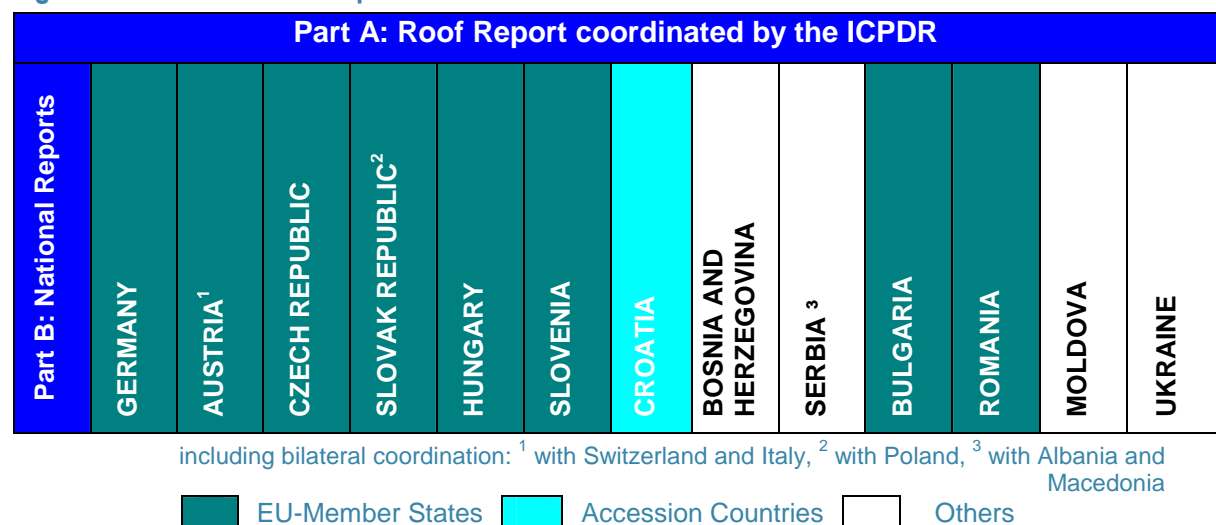 Part A: Roof Report coordinated by the ICPDR
Part B: National Reports
GERMANY
AUSTRIA¹
CZECH REPUBLIC
SLOVAK REPUBLIC²
HUNGARY
SLOVENIA
CROATIA
BOSNIA AND
HERZEGOVINA
SERBIA ³
BULGARIA
ROMANIA
MOLDOVA
UKRAINE
including bilateral coordination: ¹ with Switzerland and Italy, ² with Poland, ³ with Albania and
Macedonia
EU-Member States Accession Countries Others